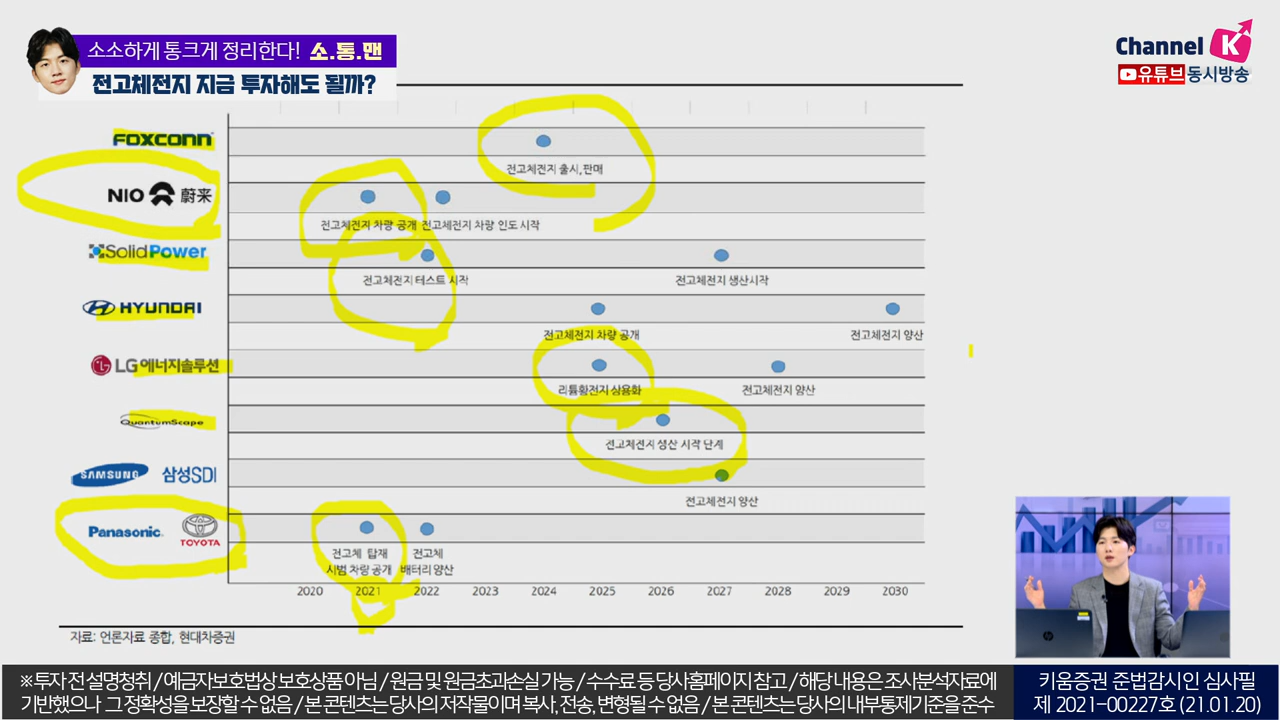 소소하게 통크게 정리한다! 소.통.맨
전고체전지 지금 투자해도 될까?
Channel K
유튜브동시방송
FOXCONN
전고체전지 출시,판매
NIO 蔚来
전고체전지 차량 공개 전고체전지 차량 인도 시작
Solid Power
전고체전지 테스트 시작 전고체전지 생산시작
HYUNDAI
전고체전지 차량 공개 전고체전지 양산
LG에너지솔루션
리튬황전지 상용화 전고체전지 양산
QuantumScape
전고체전지 생산 시작 단계
SAMSUNG 삼성SDI
전고체전지 양산
Panasonic TOYOTA
전고체 탑재 전고체
시범 차량 공개 배터리 양산
2020 2021 2022 2023 2024 2025 2026 2027 2028 2029 2030
자료: 언론자료 종합, 현대차증권
hp
※ 투자 전 설명청취 / 예금자보호법상 보호상품 아님 / 원금 및 원금초과손실 가능 / 수수료 등 당사홈페이지 참고 / 해당 내용은 조사분석자료에
기반했으나 그 정확성을 보장할 수 없음 / 본 콘텐츠는 당사의 저작물이며 복사, 전송, 변형될 수 없음 / 본 콘텐츠는 당사의 내부통제기준을 준수
키움증권 준법감시인 심사필
제 2021-00227호 (21.01.20)